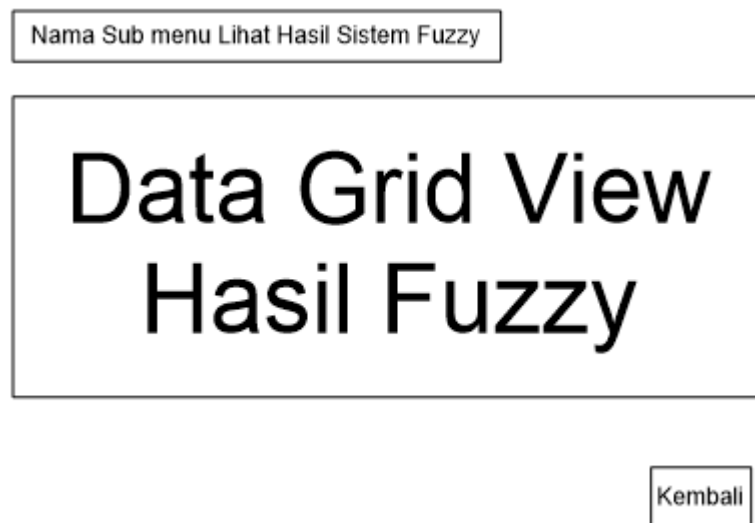 Nama Sub menu Lihat Hasil Sistem Fuzzy
Data Grid View
Hasil Fuzzy
Kembali